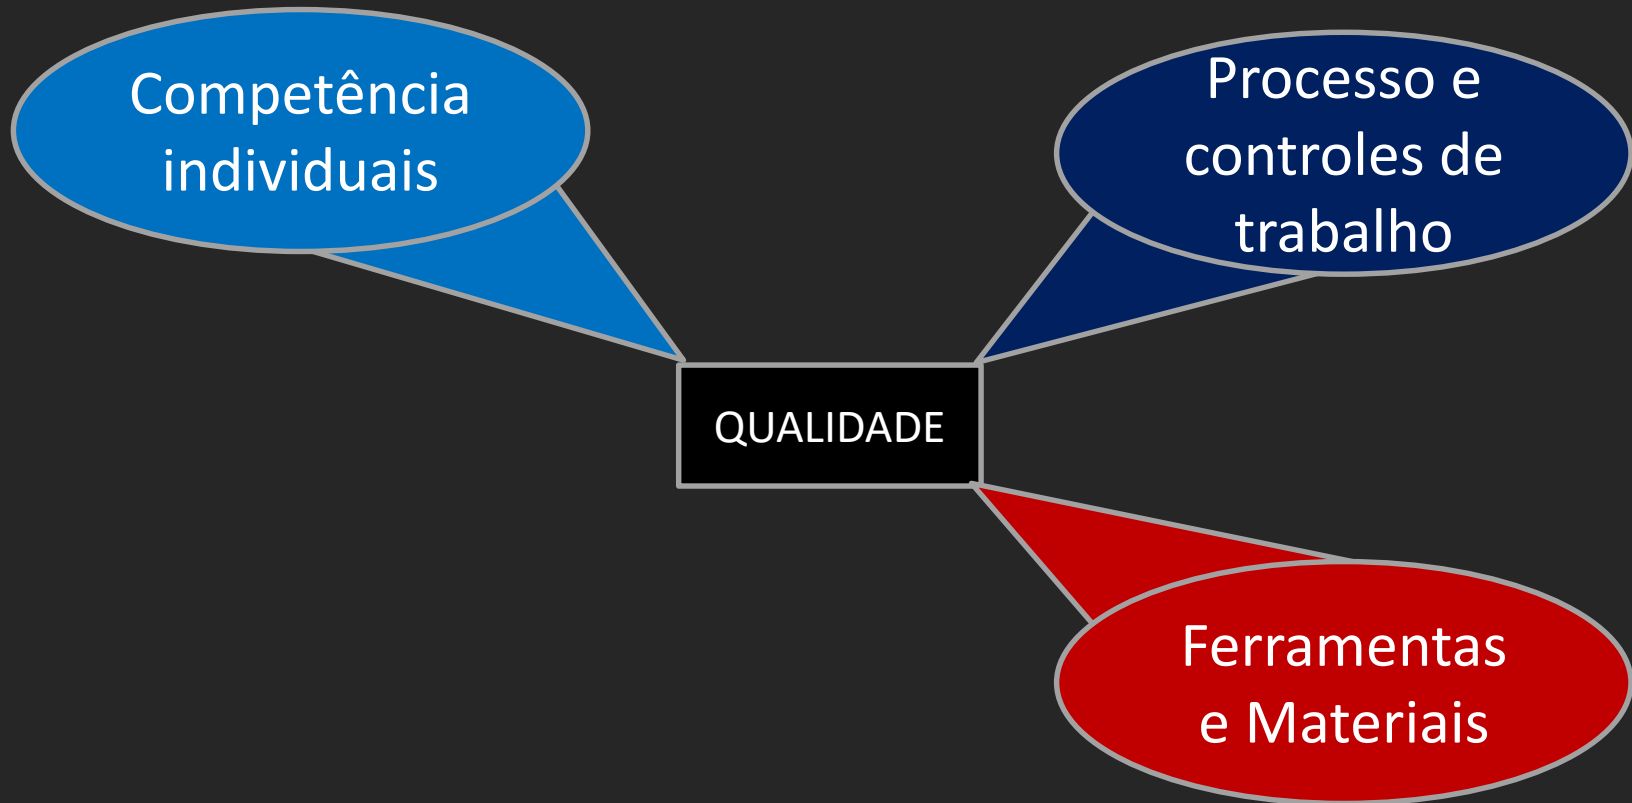 Competência
individuais
Processo e
controles de
trabalho
QUALIDADE
Ferramentas
e Materiais